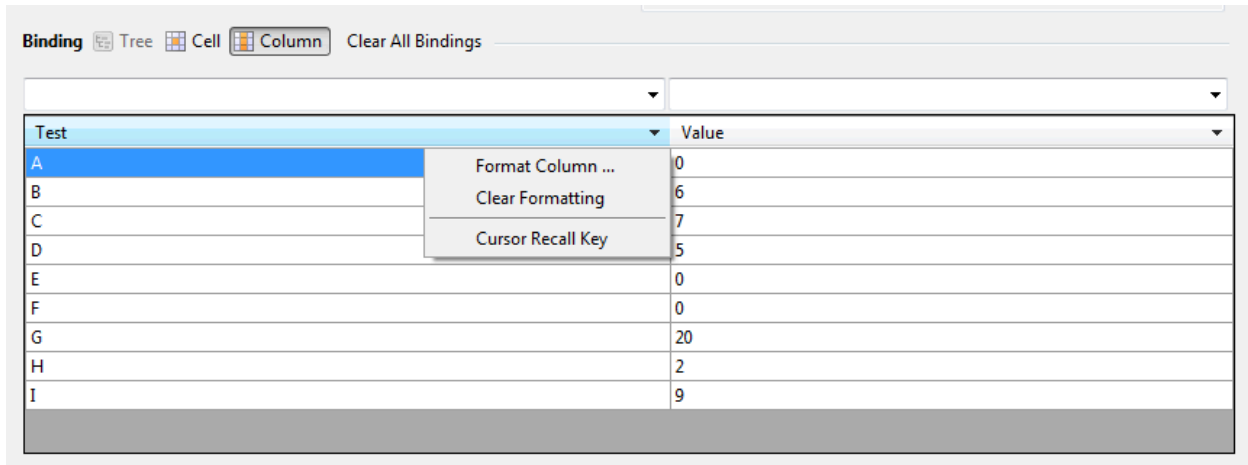 Binding Tree Cell Column Clear All Bindings
Test Value
A 0
Format Column ...
B 6
Clear Formatting
C 7
Cursor Recall Key
D 5
E 0
F 0
G 20
H 2
I 9